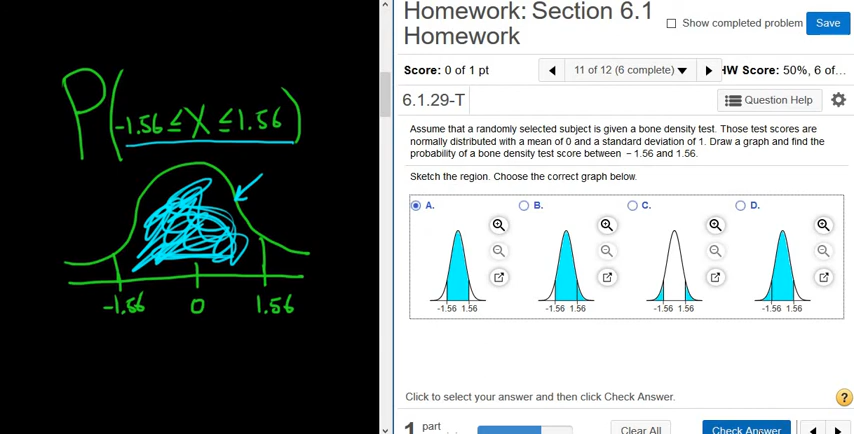 P(-1.56 ≤ X ≤ 1.56)
-1.56 0 1.56
Homework: Section 6.1
Homework
Show completed problem
Save
Score: 0 of 1 pt
11 of 12 (6 complete)
HW Score: 50%, 6 of...
6.1.29-T
Question Help
Assume that a randomly selected subject is given a bone density test. Those test scores are
normally distributed with a mean of 0 and a standard deviation of 1. Draw a graph and find the
probability of a bone density test score between − 1.56 and 1.56.
Sketch the region. Choose the correct graph below.
A. B. C. D.
-1.56 1.56 -1.56 1.56 -1.56 1.56 -1.56 1.56
Click to select your answer and then click Check Answer.
?
1 part
Clear All
Check Answer